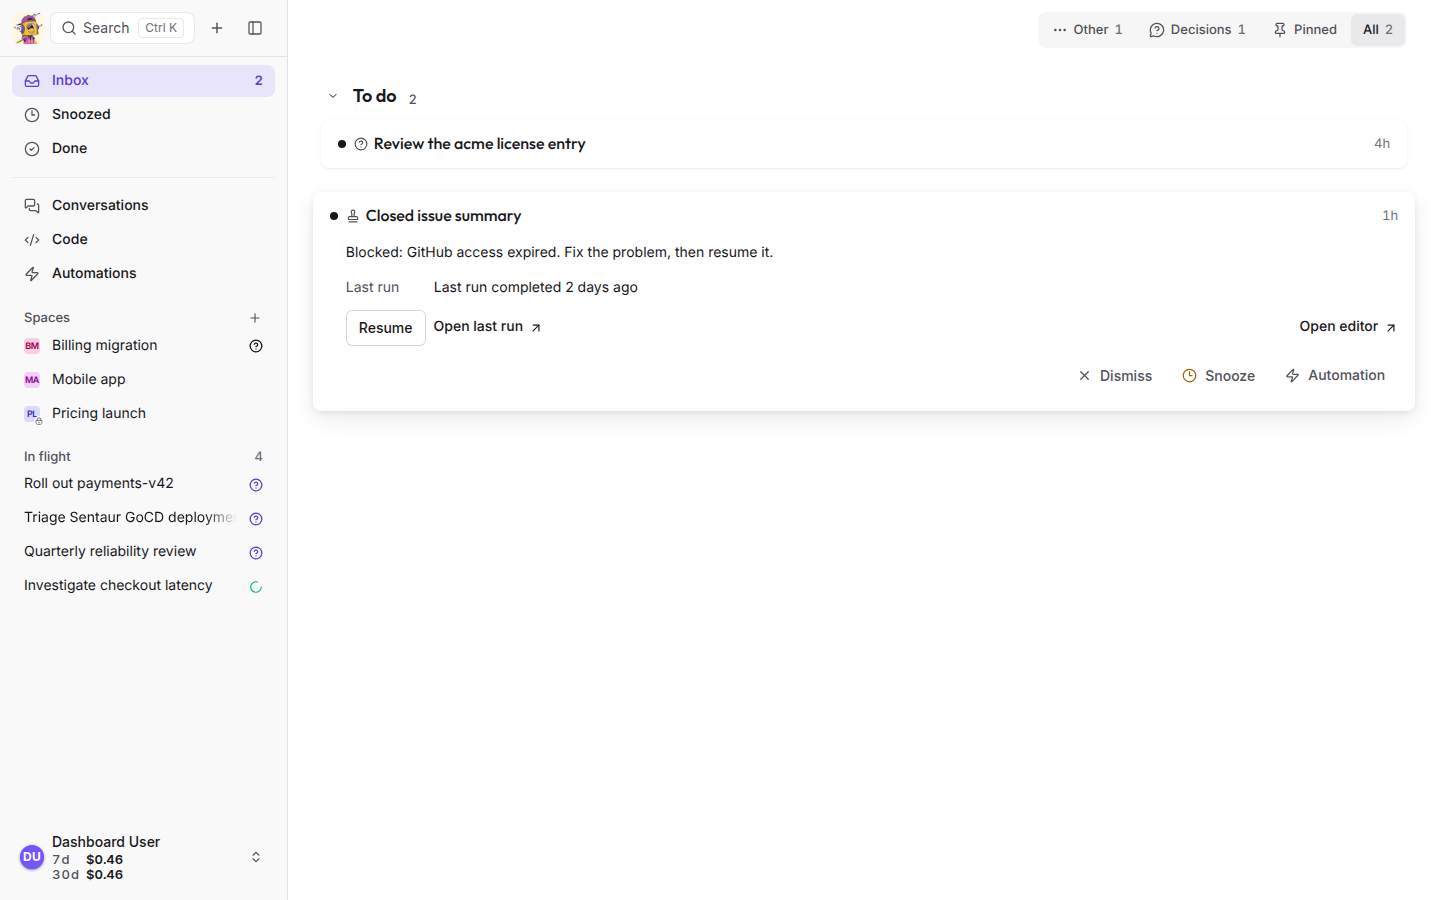 Search Ctrl K
Inbox 2
Snoozed
Done
Conversations
Code
Automations
Spaces
BM Billing migration
MA Mobile app
PL Pricing launch
In flight 4
Roll out payments-v42
Triage Sentaur GoCD deployme
Quarterly reliability review
Investigate checkout latency
DU Dashboard User
7d $0.46
30d $0.46
Other 1 Decisions 1 Pinned All 2
To do 2
Review the acme license entry 4h
Closed issue summary 1h
Blocked: GitHub access expired. Fix the problem, then resume it.
Last run Last run completed 2 days ago
Resume Open last run Open editor
Dismiss Snooze Automation